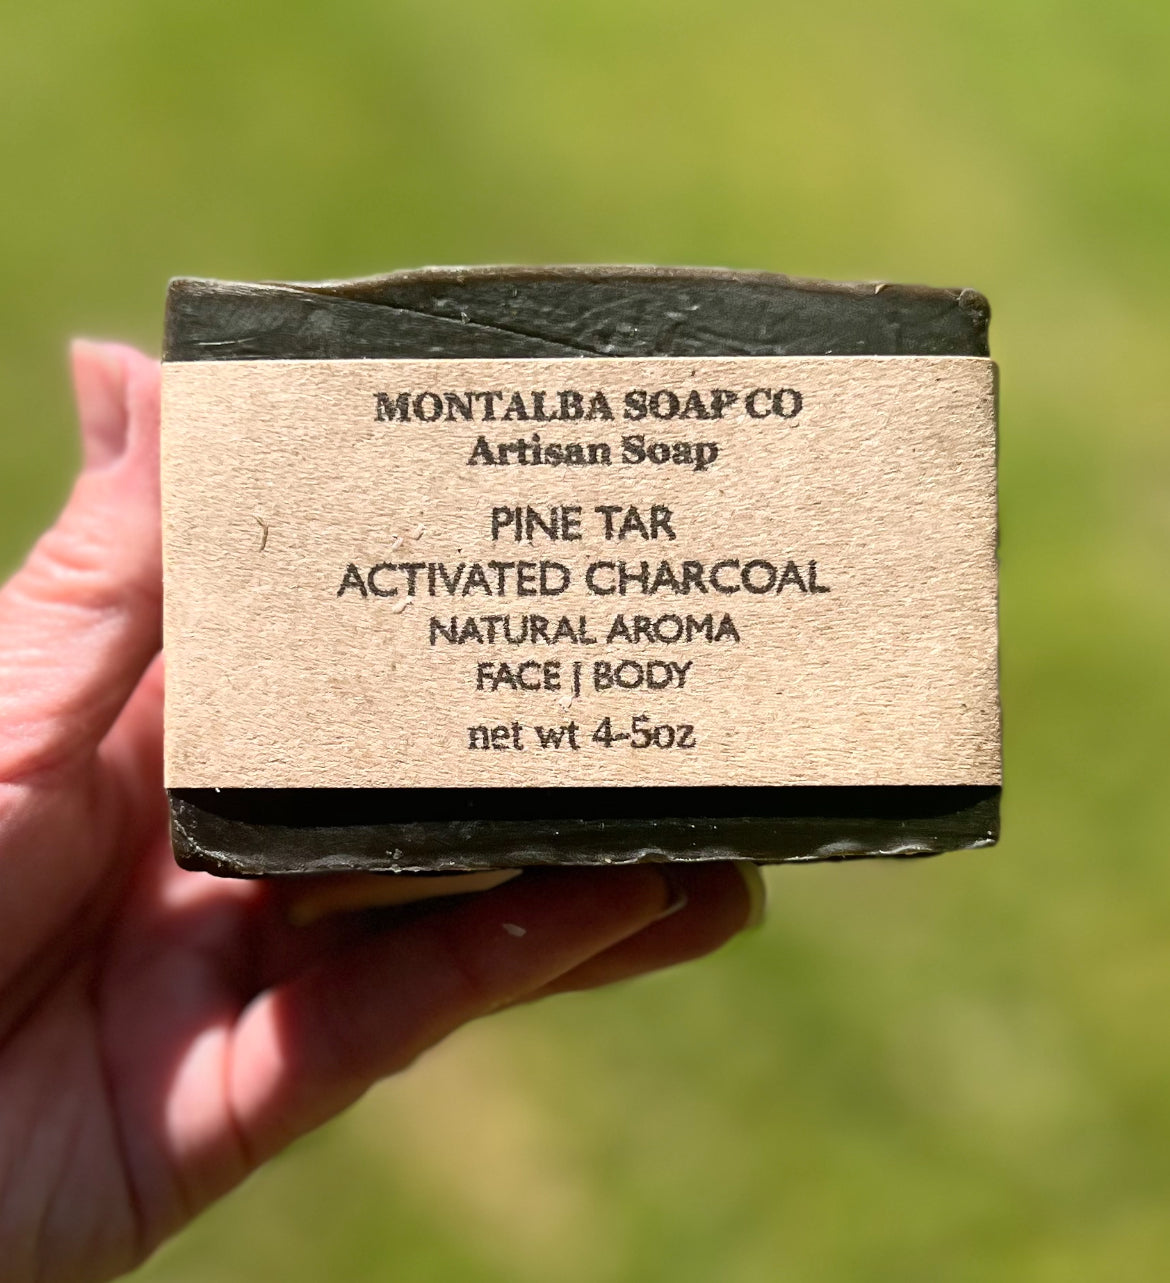 MONTALBA SOAP CO
Artisan Soap
PINE TAR
ACTIVATED CHARCOAL
NATURAL AROMA
FACE | BODY
net wt 4-5oz